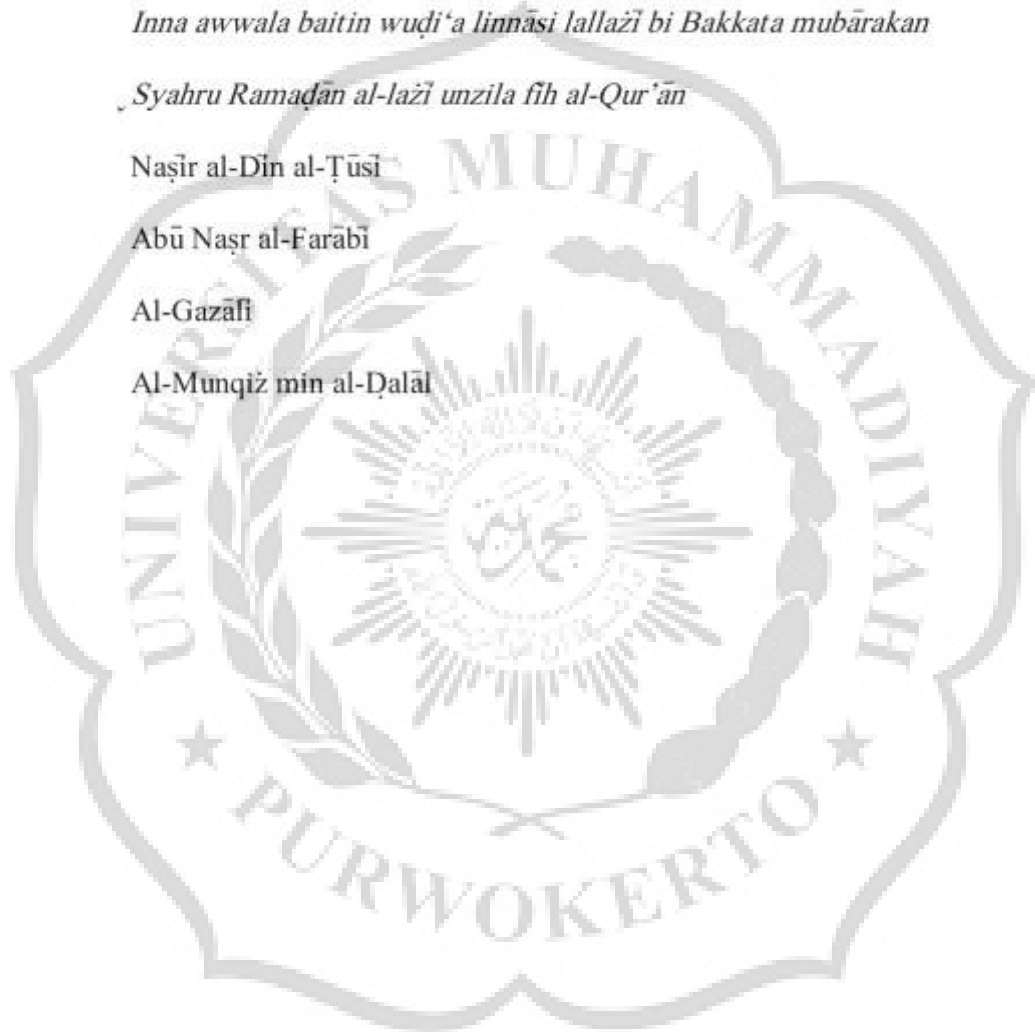 Inna awwala baitin wuḍi‘a linnāsi lallażī bi Bakkata mubārakan
Syahru Ramaḍān al-lażī unzila fīh al-Qur’ān
Naṣīr al-Dīn al-Ṭūsī
Abū Naṣr al-Farābī
Al-Gazālī
Al-Munqiż min al-Ḍalāl
UNIVERSITAS MUHAMMADIYAH
PURWOKERTO